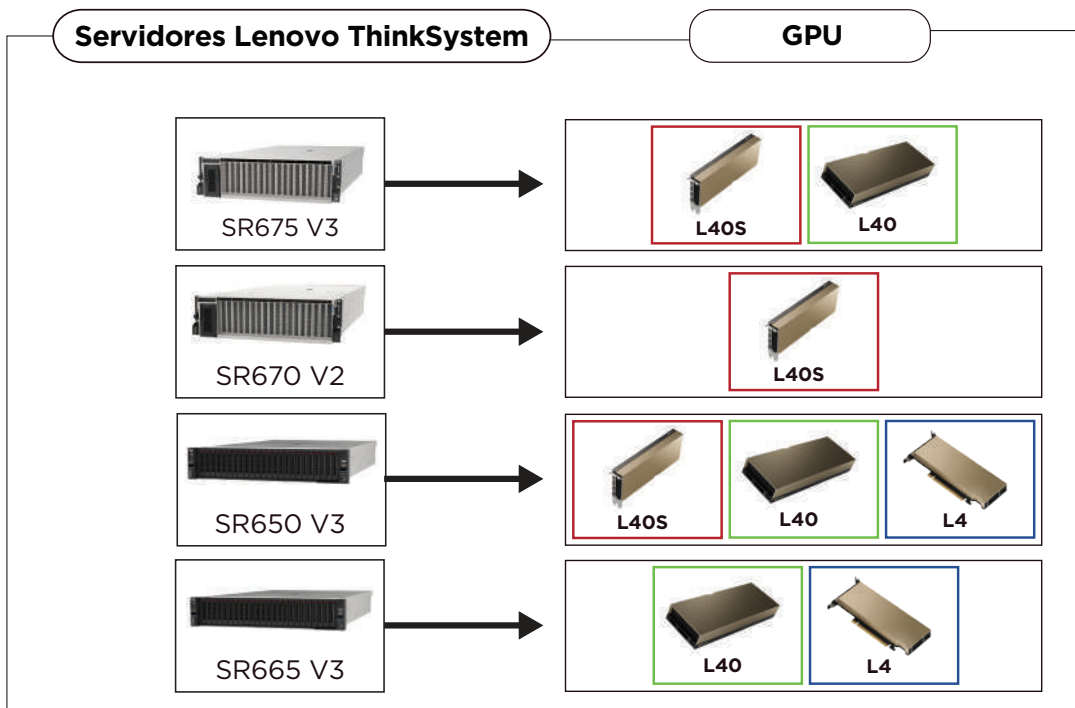 Servidores Lenovo ThinkSystem
GPU
SR675 V3
L40S
L40
SR670 V2
L40S
SR650 V3
L40S
L40
L4
SR665 V3
L40
L4